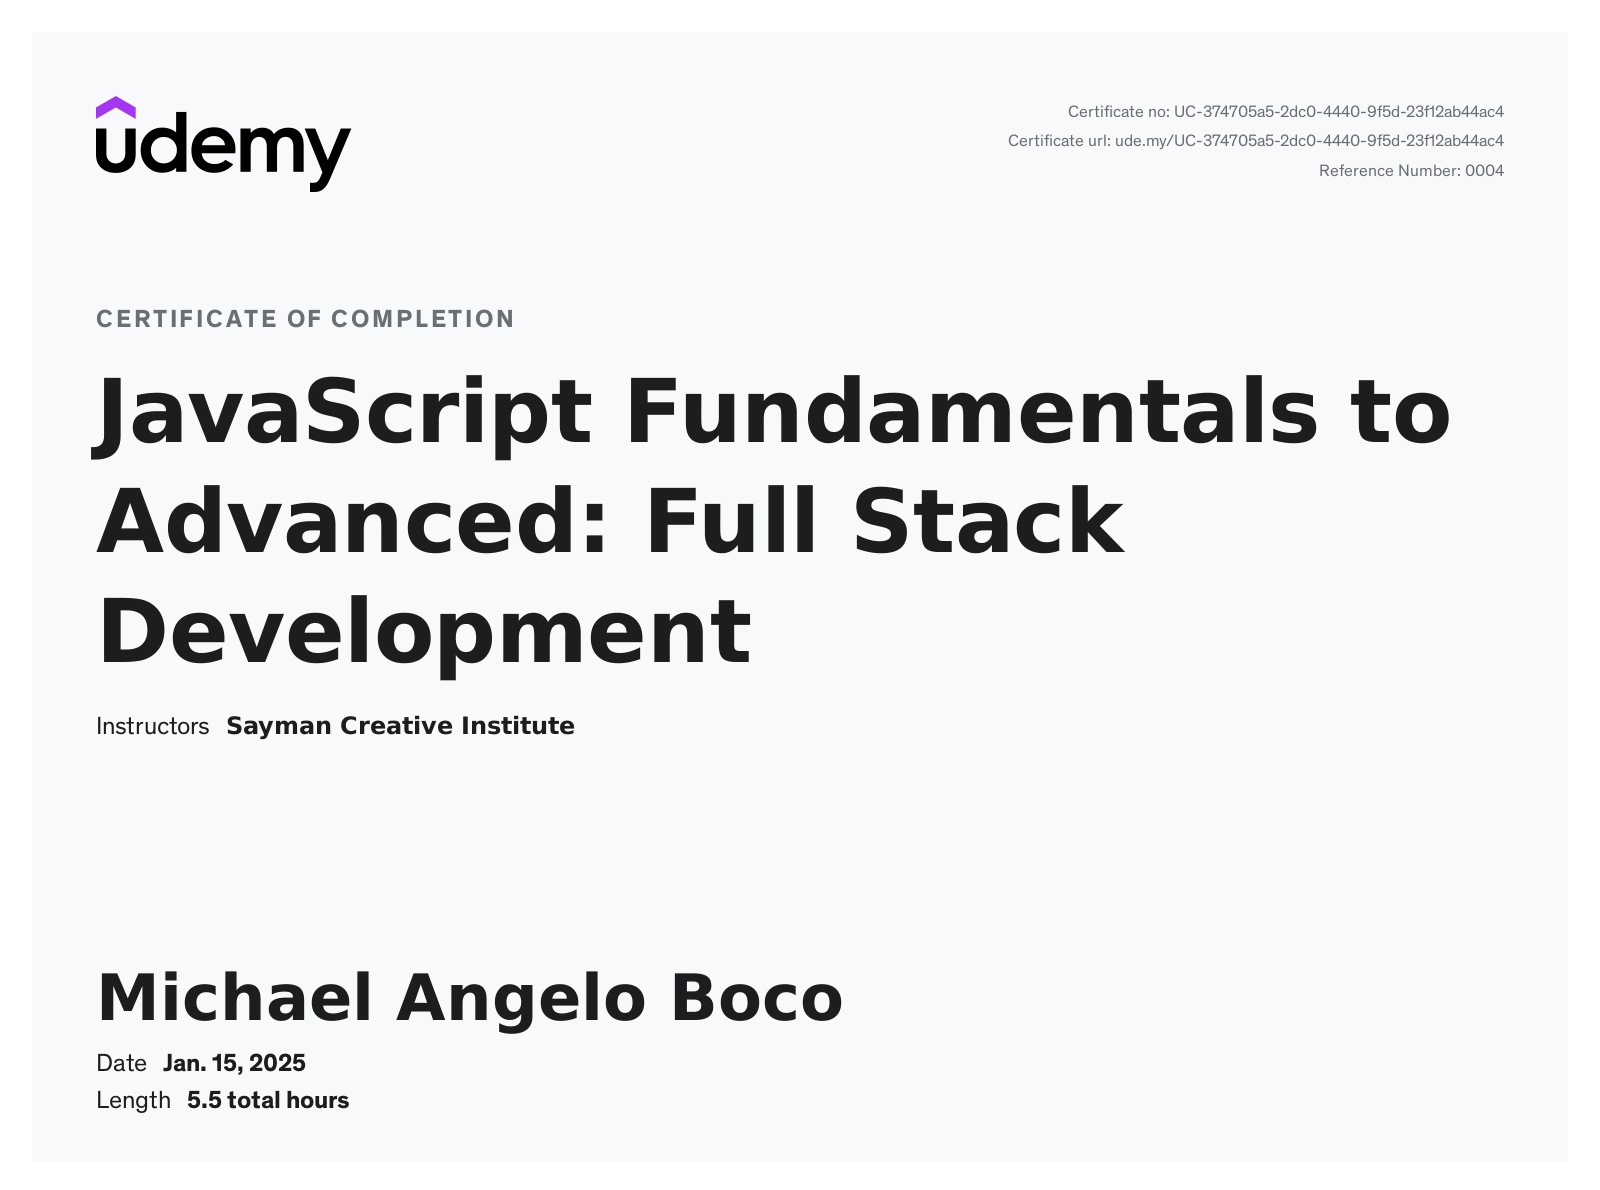 udemy
Certificate no: UC-374705a5-2dc0-4440-9f5d-23f12ab44ac4
Certificate url: ude.my/UC-374705a5-2dc0-4440-9f5d-23f12ab44ac4
Reference Number: 0004
CERTIFICATE OF COMPLETION
JavaScript Fundamentals to
Advanced: Full Stack
Development
Instructors Sayman Creative Institute
Michael Angelo Boco
Date Jan. 15, 2025
Length 5.5 total hours